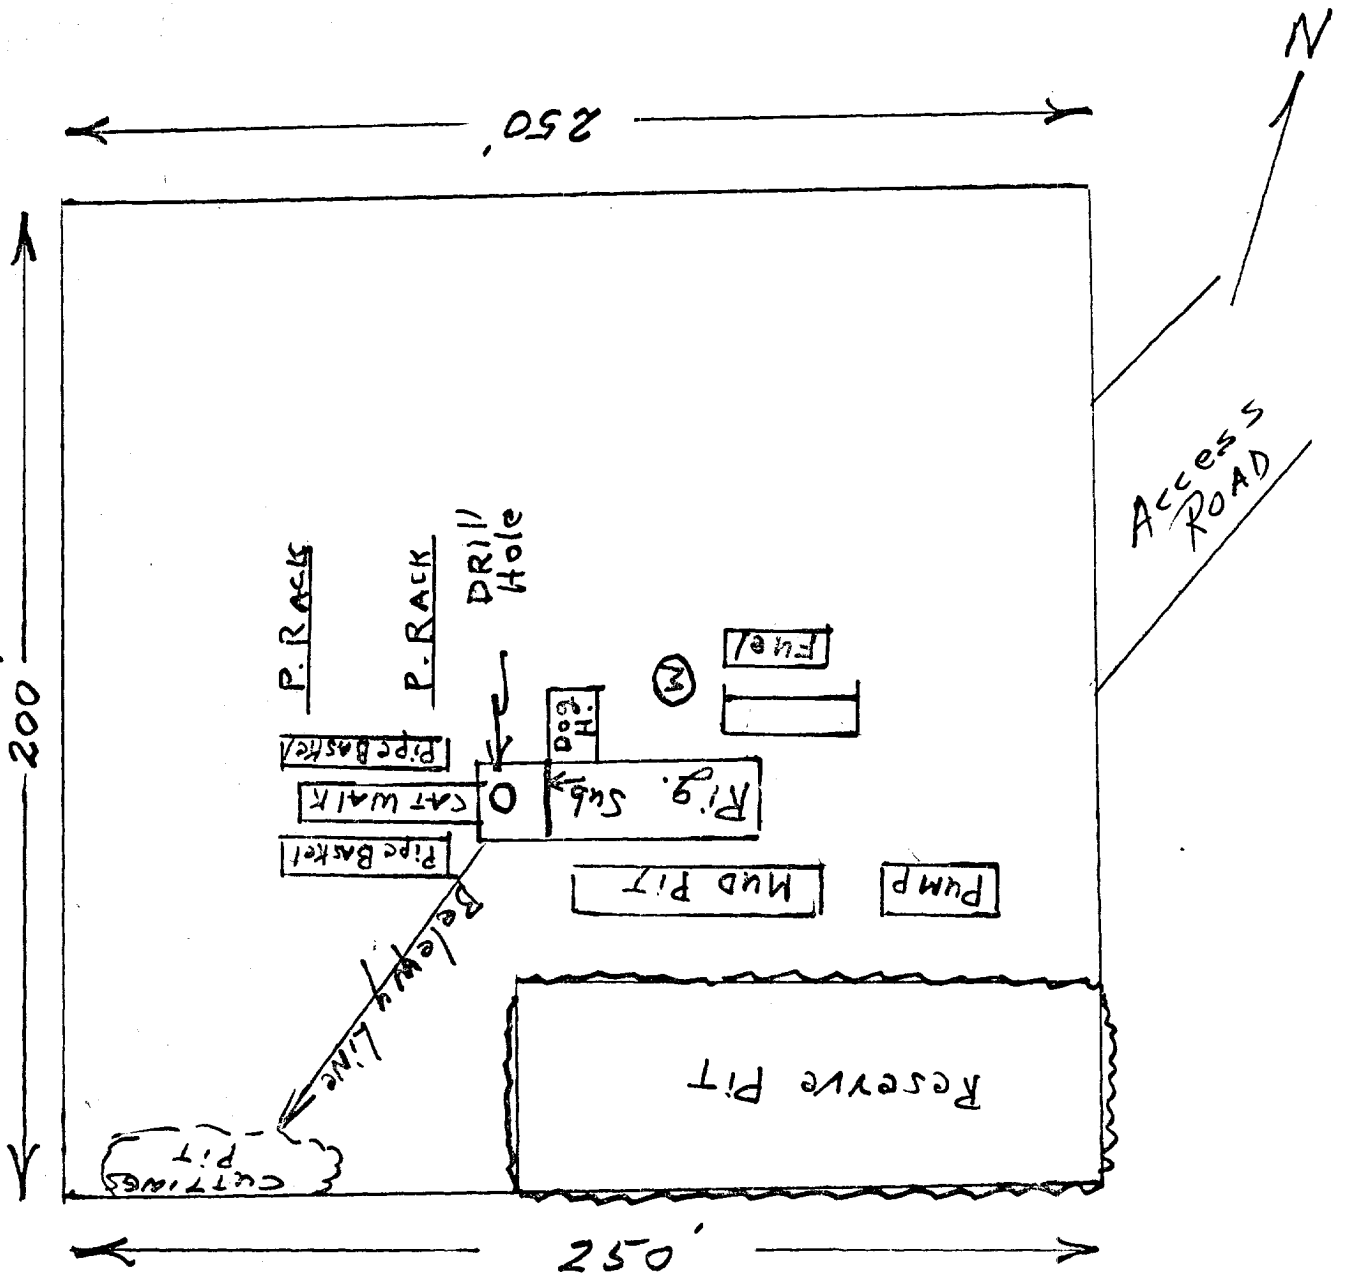 N
250'
200'
Access
ROAD
DRill
Hole
P. RACK
P. RACK
Fuel
M
Dog
H.
Pipe Basket
CAT WALK
Sub
Rig.
Pipe Basket
MUD PiT
Pump
Line
Reserve PiT
CUTTINGS
PiT
250'